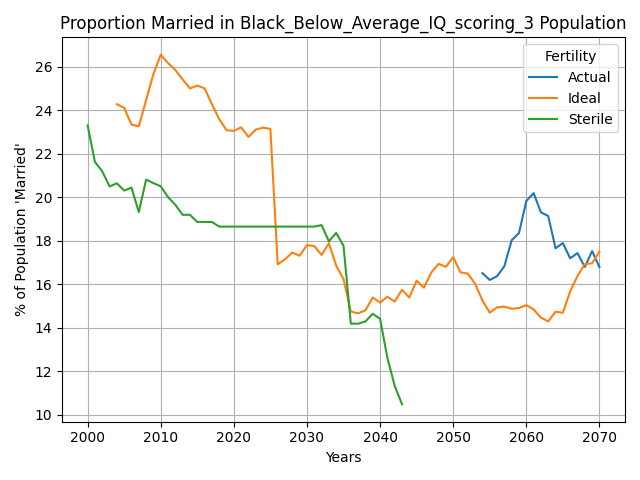 Proportion Married in Black_Below_Average_IQ_scoring_3 Population
Fertility
Actual
Ideal
Sterile
% of Population 'Married'
26
24
22
20
18
16
14
12
10
2000 2010 2020 2030 2040 2050 2060 2070
Years